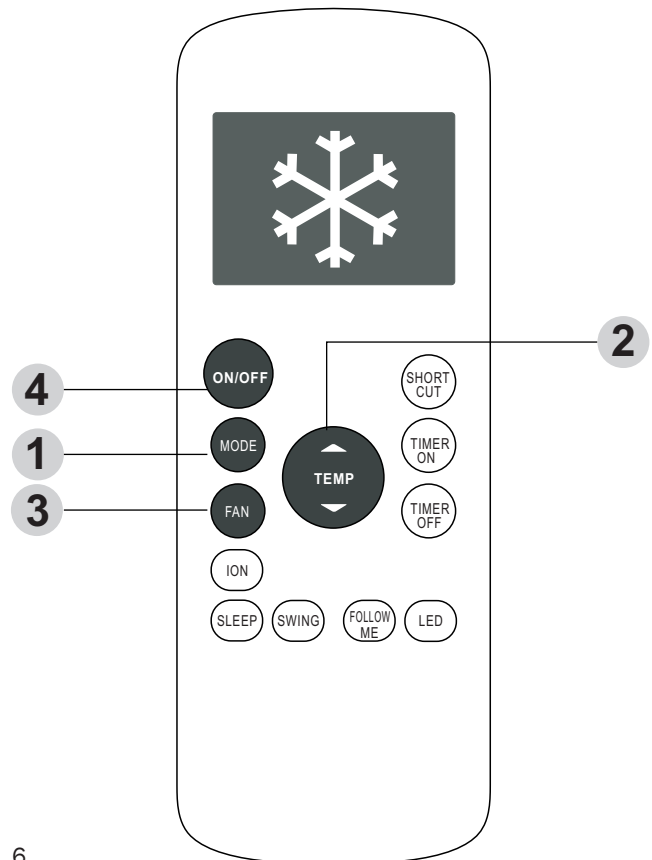 2
4
ON/OFF
SHORT
CUT
1
MODE
TEMP
TIMER
ON
3
FAN
TIMER
OFF
ION
SLEEP
SWING
FOLLOW
ME
LED
6